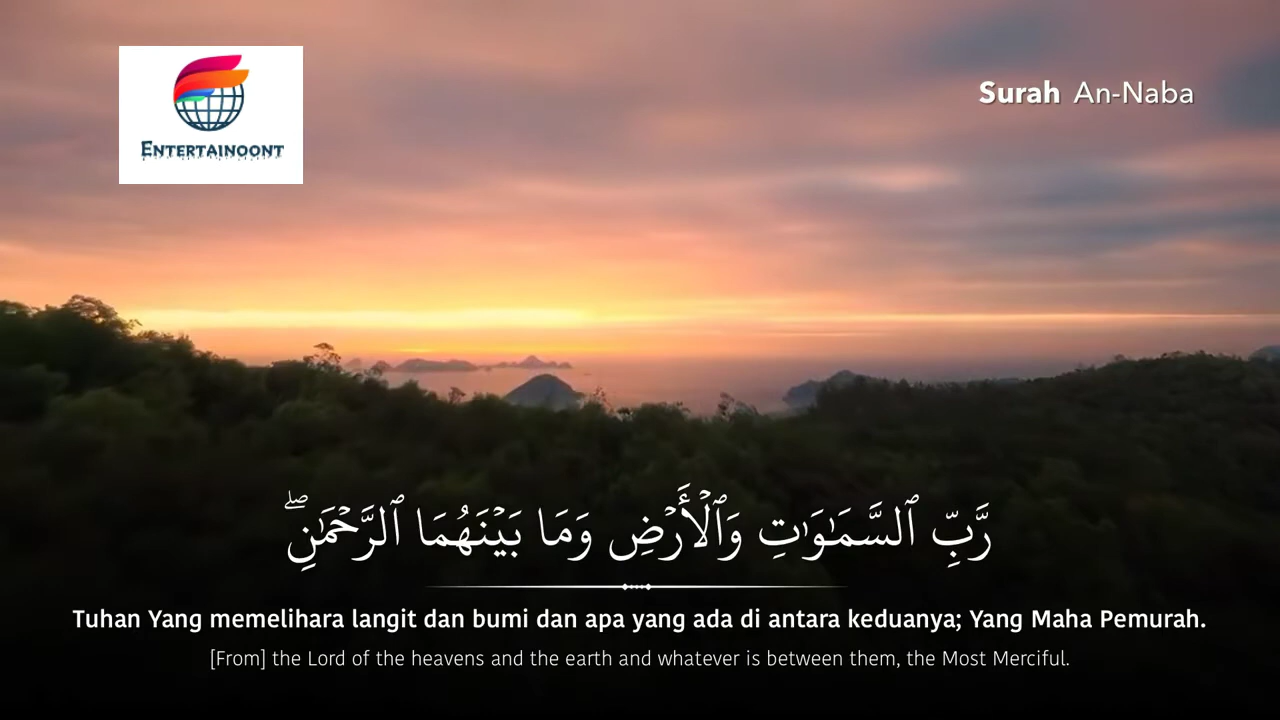 ENTERTAINOONT
Surah An-Naba
رَّبِّ ٱلسَّمَـٰوَٰتِ وَٱلْأَرْضِ وَمَا بَيْنَهُمَا ٱلرَّحْمَـٰنِ ۖ
Tuhan Yang memelihara langit dan bumi dan apa yang ada di antara keduanya; Yang Maha Pemurah.
[From] the Lord of the heavens and the earth and whatever is between them, the Most Merciful.